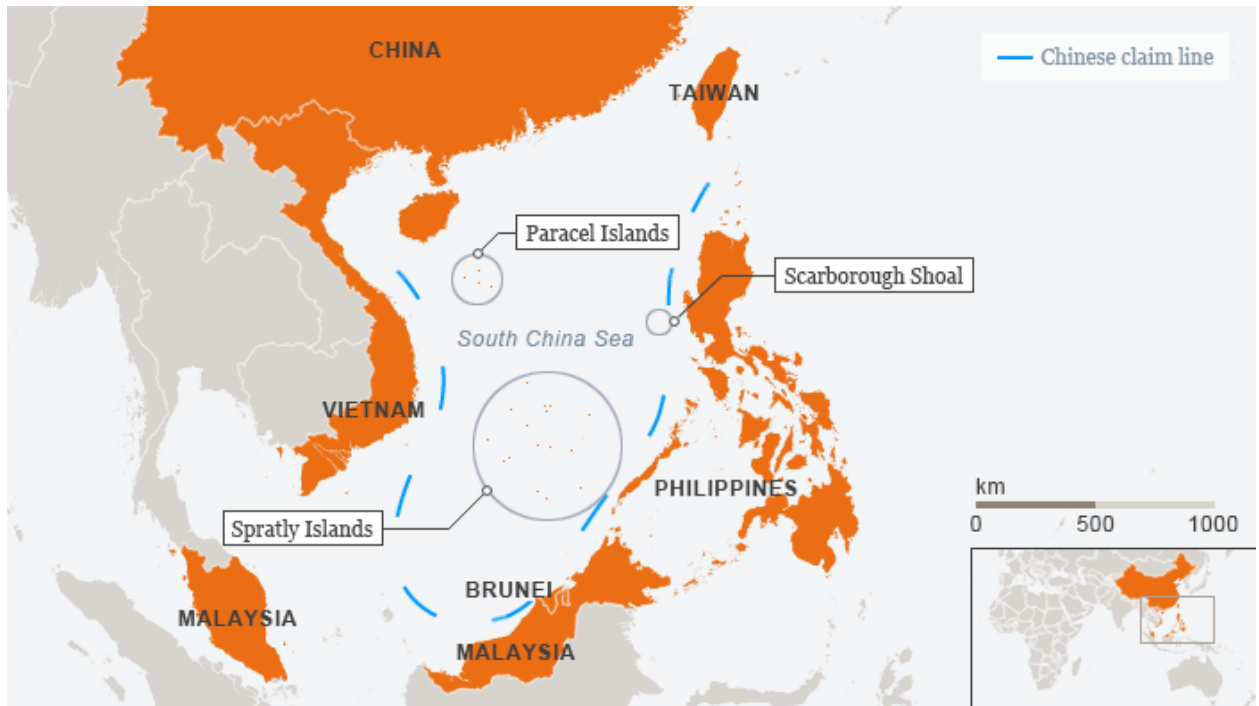 CHINA
Chinese claim line
TAIWAN
Paracel Islands
Scarborough Shoal
South China Sea
VIETNAM
PHILIPPINES
Spratly Islands
km
0 500 1000
BRUNEI
MALAYSIA
MALAYSIA